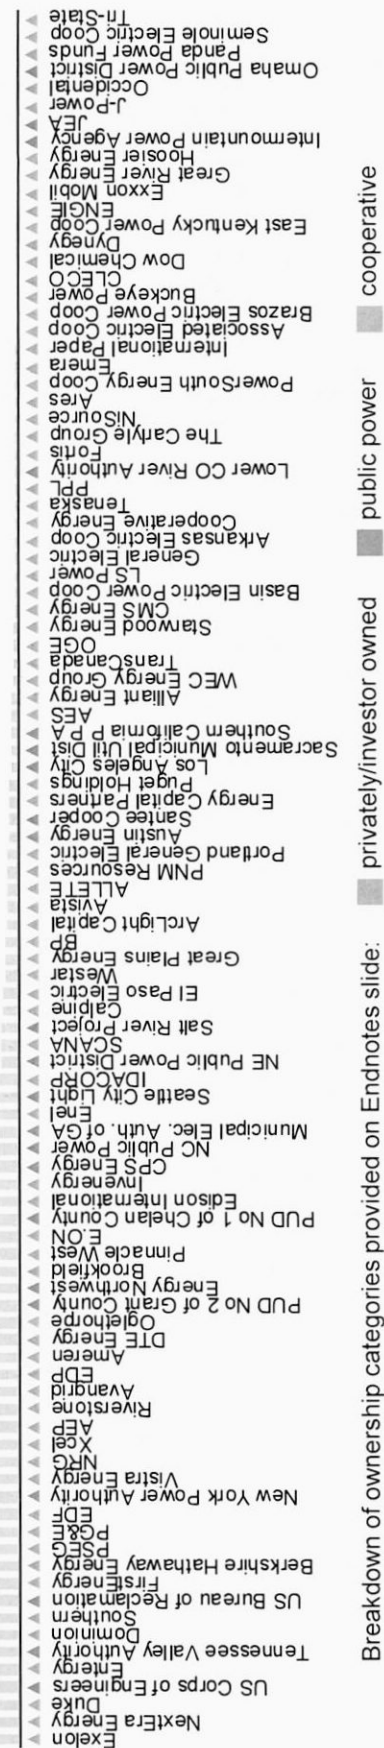 Exelon
NextEra Energy
Duke
US Corps of Engineers
Entergy
Tennessee Valley Authority
Dominion
Southern
US Bureau of Reclamation
FirstEnergy
Berkshire Hathaway Energy
PSEG
PG&E
EDF
New York Power Authority
Vistra Energy
NRG
Xcel
AEP
Riverstone
Avangrid
EDP
Ameren
DTE Energy
Oglethorpe
PUD No 2 of Grant County
Energy Northwest
Brookfield
Pinnacle West
E.ON
PUD No 1 of Chelan County
Edison International
Invenergy
CPS Energy
NC Public Power
Municipal Elec. Auth. of GA
Enel
Seattle City Light
IDACORP
NE Public Power District
SCANA
Salt River Project
Calpine
El Paso Electric
Westar
Great Plains Energy
BP
ArcLight Capital
Avista
ALLETE
PNM Resources
Portland General Electric
Austin Energy
Santee Cooper
Energy Capital Partners
Puget Holdings
Los Angeles City
Sacramento Municipal Util Dist
Southern California P P A
AES
Alliant Energy
WEC Energy Group
TransCanada
OGE
Starwood Energy
CMS Energy
Basin Electric Power Coop
LS Power
General Electric
Arkansas Electric Coop
Cooperative Energy
Tenaska
PPL
Lower CO River Authority
Fortis
The Carlyle Group
NiSource
Ares
PowerSouth Energy Coop
Emera
International Paper
Associated Electric Coop
Brazos Electric Power Coop
Buckeye Power
CLECO
Dow Chemical
Dynegy
East Kentucky Power Coop
ENGIE
Exxon Mobil
Great River Energy
Hoosier Energy
Intermountain Power Agency
JEA
J-Power
Occidental
Omaha Public Power District
Panda Power Funds
Seminole Electric Coop
Tri-State
Breakdown of ownership categories provided on Endnotes slide: privately/investor owned public power cooperative